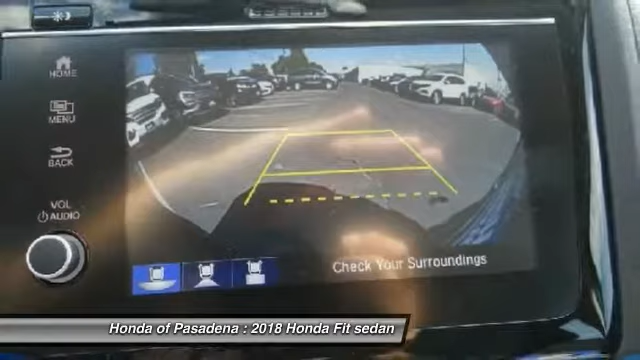 HOME
MENU
BACK
VOL
AUDIO
Check Your Surroundings
Honda of Pasadena : 2018 Honda Fit sedan